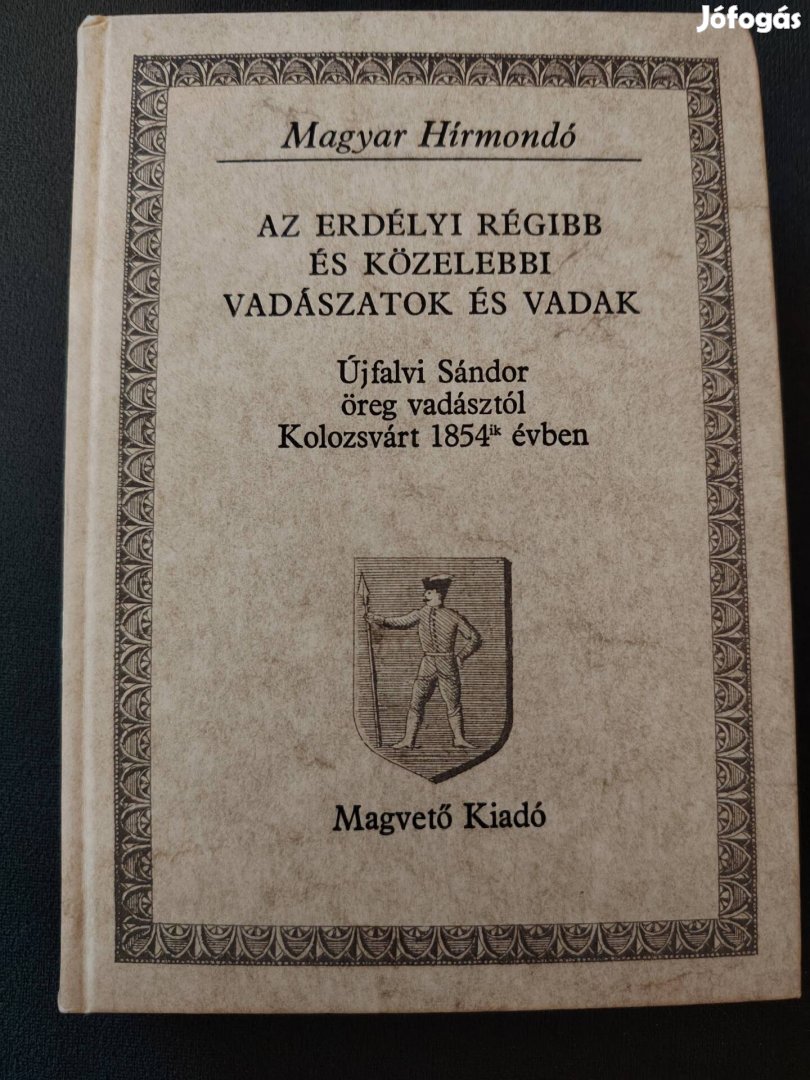 Jófogás
Magyar Hírmondó
AZ ERDÉLYI RÉGIBB
ÉS KÖZELEBBI
VADÁSZATOK ÉS VADAK
Újfalvi Sándor
öreg vadásztól
Kolozsvárt 1854ik évben
Magvető Kiadó